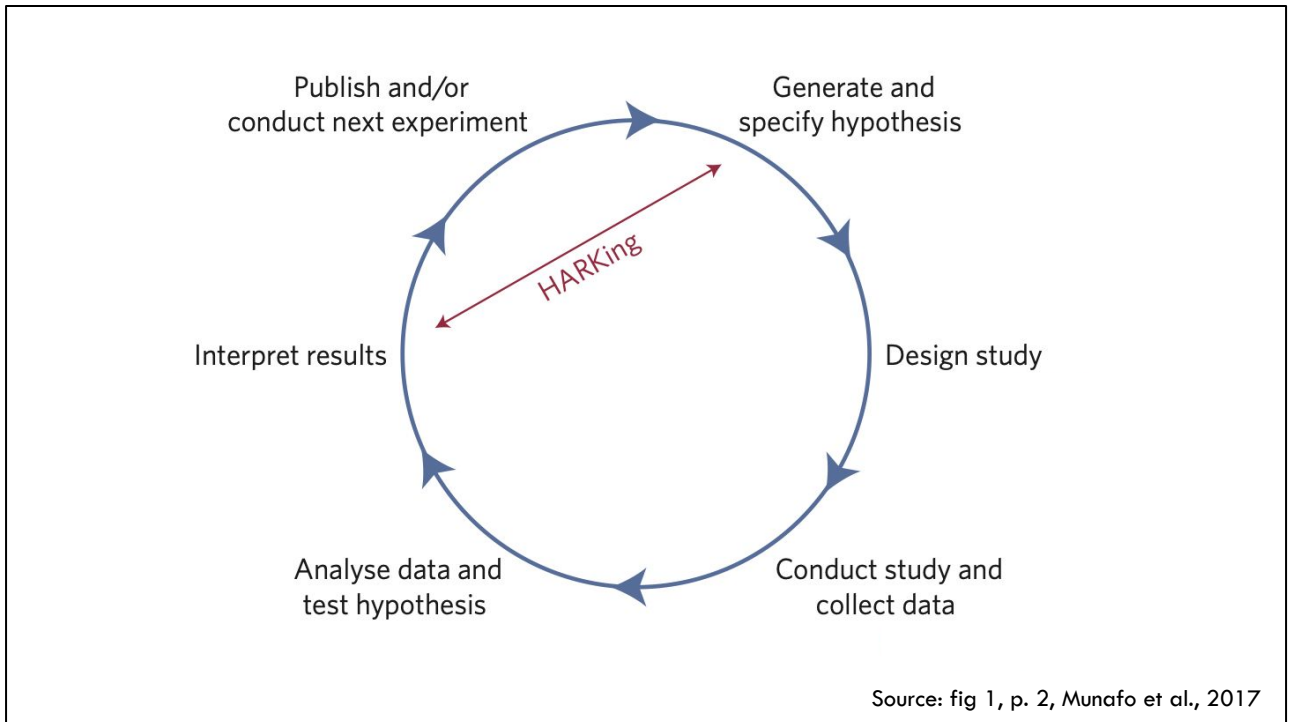 Publish and/or
conduct next experiment
Generate and
specify hypothesis
HARKing
Interpret results
Design study
Analyse data and
test hypothesis
Conduct study and
collect data
Source: fig 1, p. 2, Munafo et al., 2017